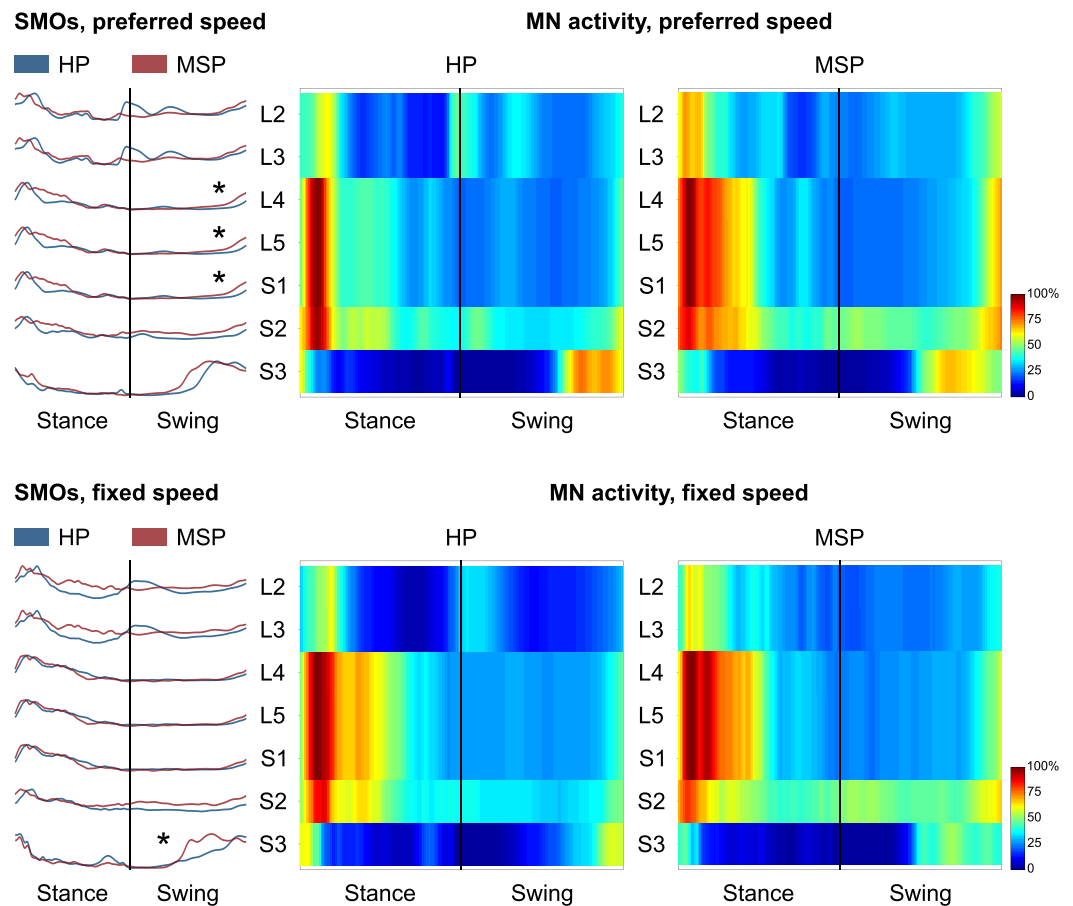 SMOs, preferred speed
MN activity, preferred speed
HP MSP
HP
MSP
L2
L3
*
L4
*
L5
*
S1
S2
S3
L2
L3
L4
L5
S1
S2
S3
100%
75
50
25
0
Stance Swing
Stance Swing
Stance Swing
SMOs, fixed speed
MN activity, fixed speed
HP MSP
HP
MSP
L2
L3
L4
L5
S1
S2
*
S3
L2
L3
L4
L5
S1
S2
S3
100%
75
50
25
0
Stance Swing
Stance Swing
Stance Swing